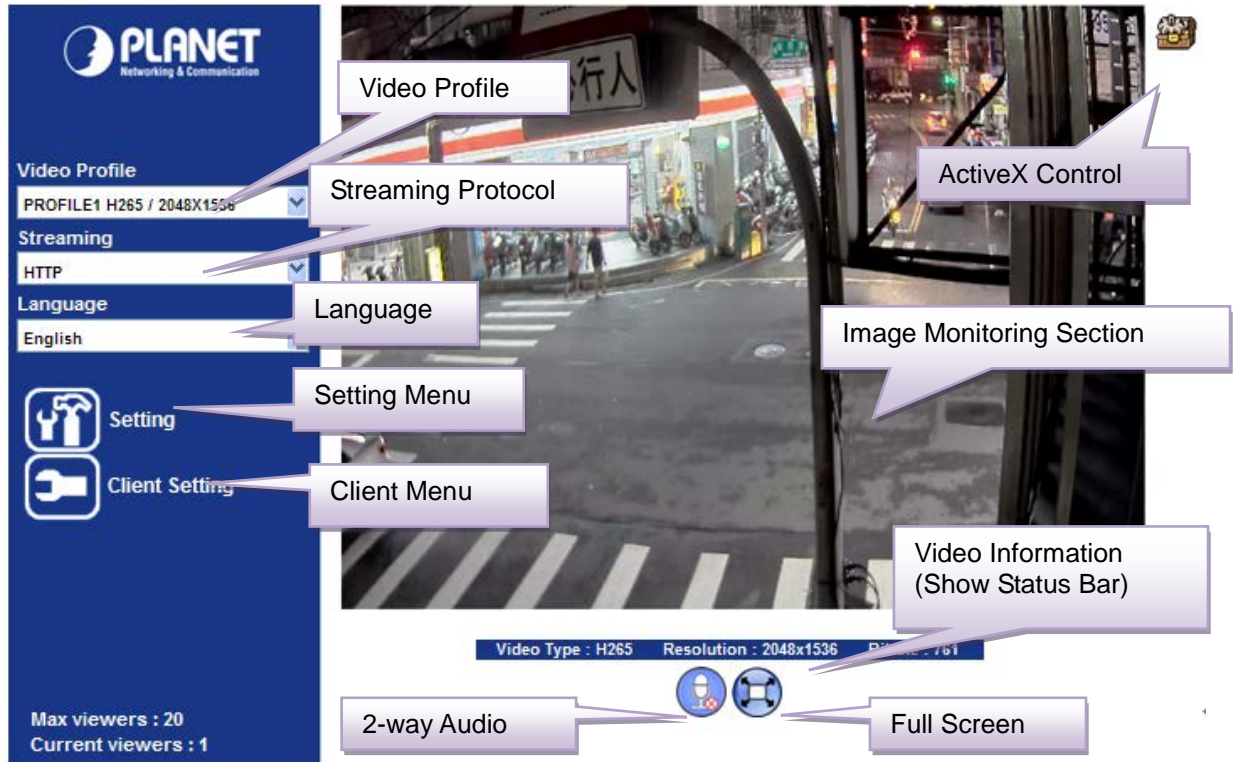 PLANET
Networking & Communication
Video Profile
Video Profile
PROFILE1 H265 / 2048X1536
Streaming Protocol
Streaming
HTTP
Language
Language
English
Setting Menu
Setting
Client Menu
Client Setting
Max viewers : 20
Current viewers : 1
行人
ActiveX Control
Image Monitoring Section
Video Information
(Show Status Bar)
Video Type : H265 Resolution : 2048x1536 : 761
2-way Audio
Full Screen